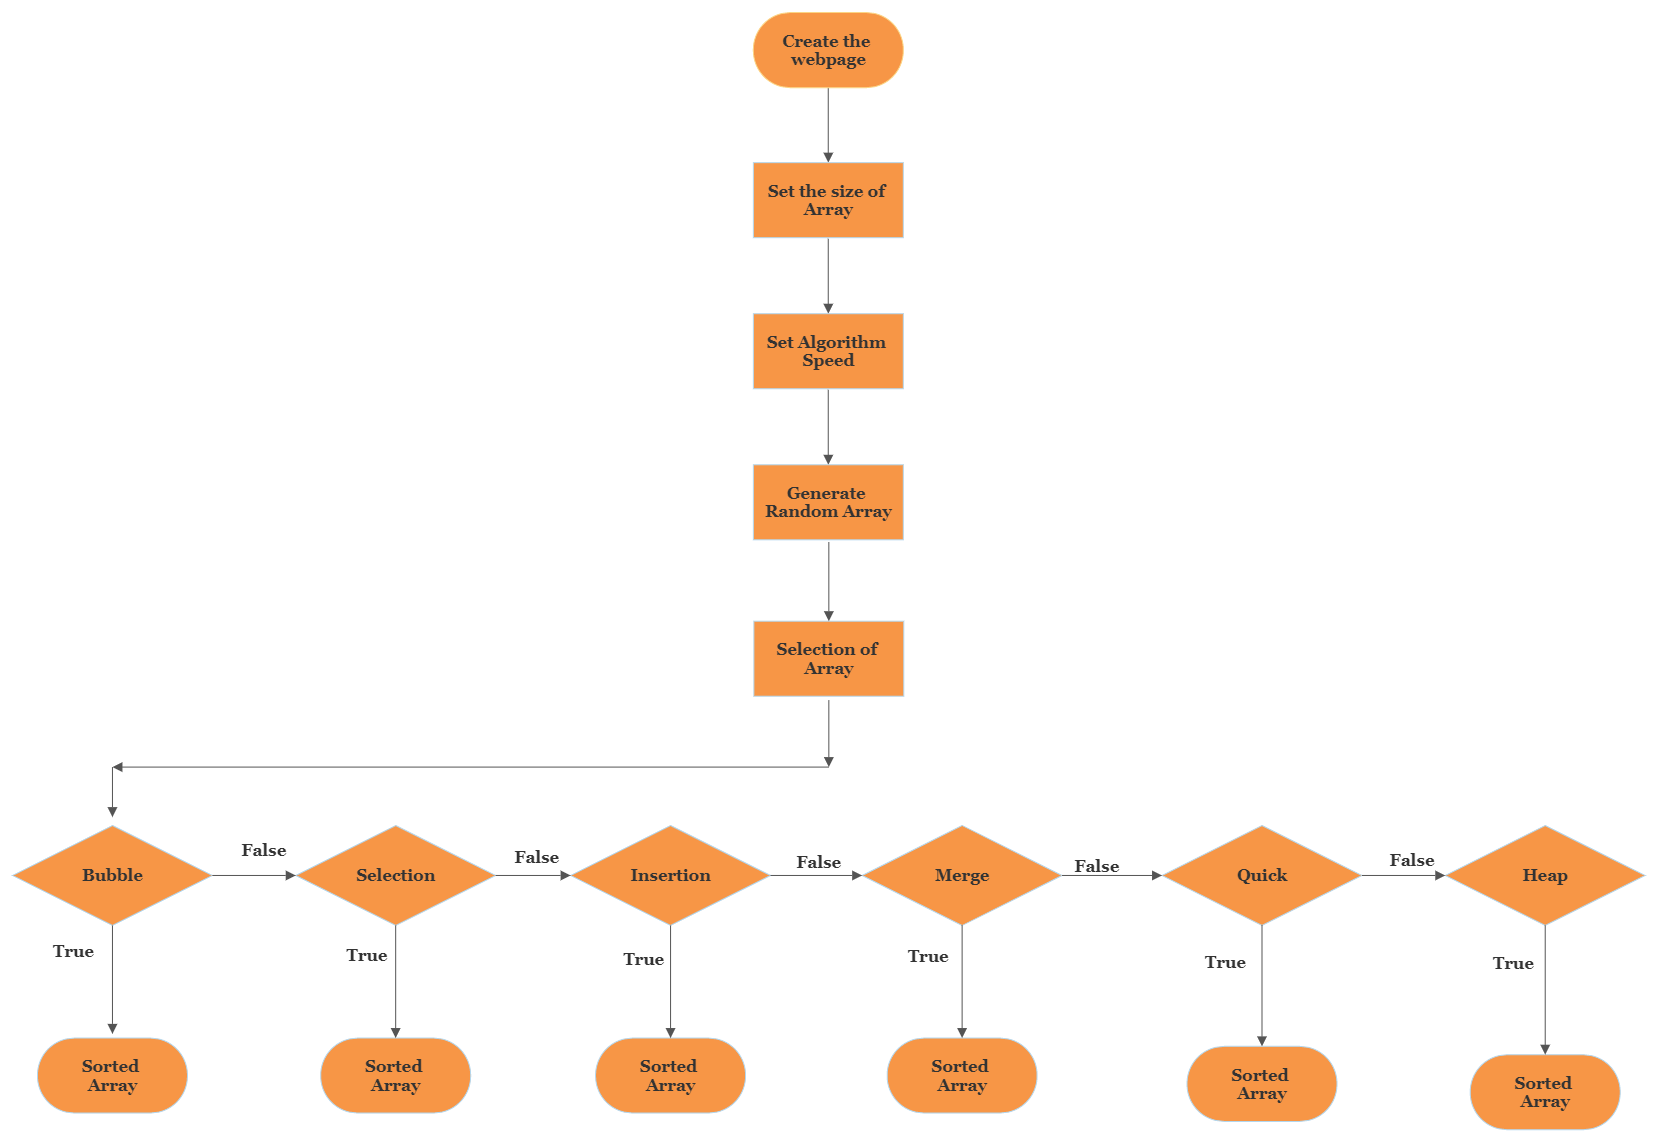 Create the
webpage
Set the size of
Array
Set Algorithm
Speed
Generate
Random Array
Selection of
Array
Bubble
False
Selection
False
Insertion
False
Merge
False
Quick
False
Heap
True
True
True
True
True
True
Sorted
Array
Sorted
Array
Sorted
Array
Sorted
Array
Sorted
Array
Sorted
Array